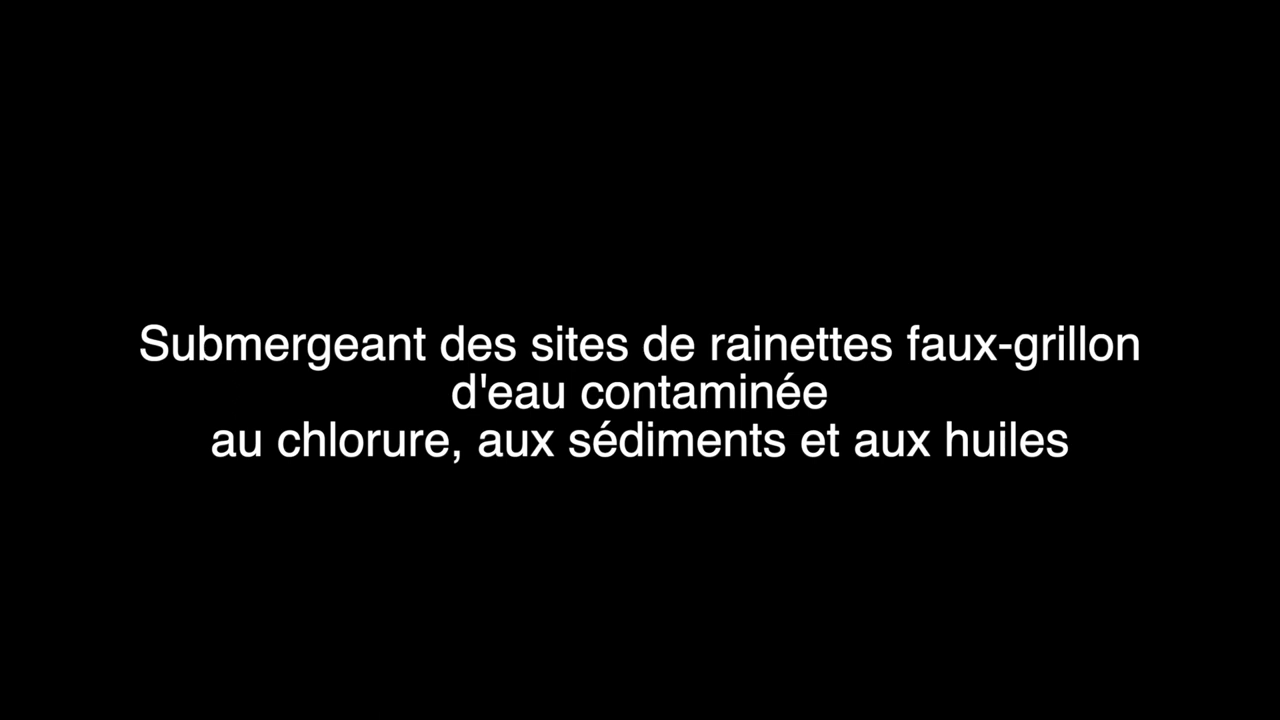 Submergeant des sites de rainettes faux-grillon
d'eau contaminée
au chlorure, aux sédiments et aux huiles